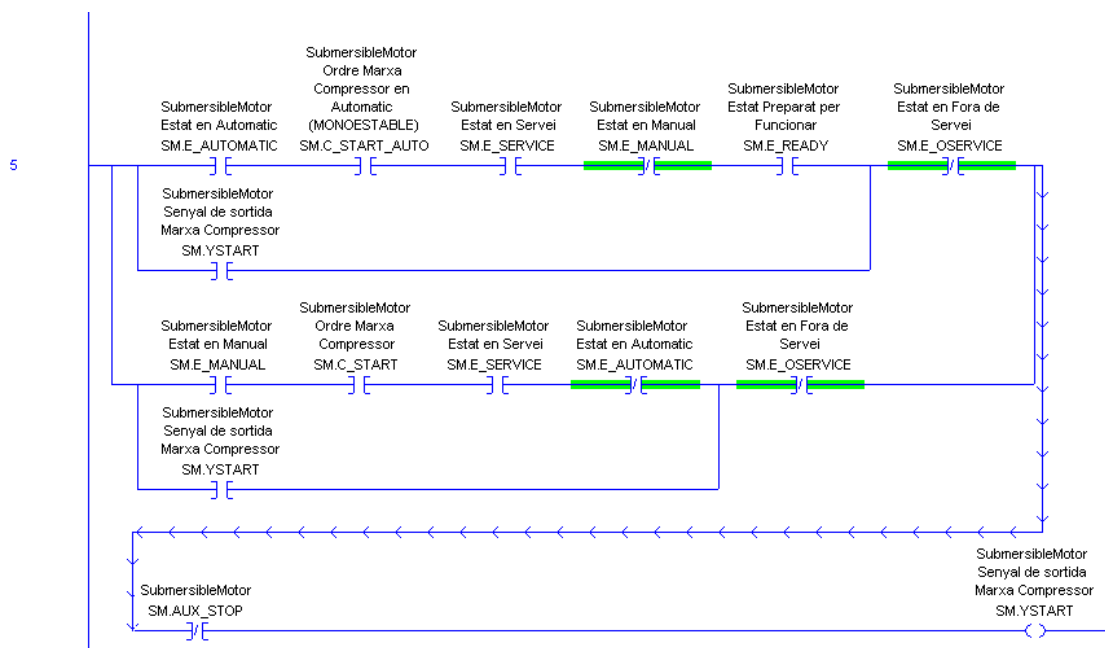 SubmersibleMotor
Estat en Automatic
SM.E_AUTOMATIC
SubmersibleMotor
Ordre Marxa
Compressor en
Automatic
(MONOESTABLE)
SM.C_START_AUTO
SubmersibleMotor
Estat en Servei
SM.E_SERVICE
SubmersibleMotor
Estat en Manual
SM.E_MANUAL
SubmersibleMotor
Estat Preparat per
Funcionar
SM.E_READY
SubmersibleMotor
Estat en Fora de
Servei
SM.E_OSERVICE
5
SubmersibleMotor
Senyal de sortida
Marxa Compressor
SM.YSTART
SubmersibleMotor
Estat en Manual
SM.E_MANUAL
SubmersibleMotor
Ordre Marxa
Compressor
SM.C_START
SubmersibleMotor
Estat en Servei
SM.E_SERVICE
SubmersibleMotor
Estat en Automatic
SM.E_AUTOMATIC
SubmersibleMotor
Estat en Fora de
Servei
SM.E_OSERVICE
SubmersibleMotor
Senyal de sortida
Marxa Compressor
SM.YSTART
SubmersibleMotor
SM.AUX_STOP
SubmersibleMotor
Senyal de sortida
Marxa Compressor
SM.YSTART